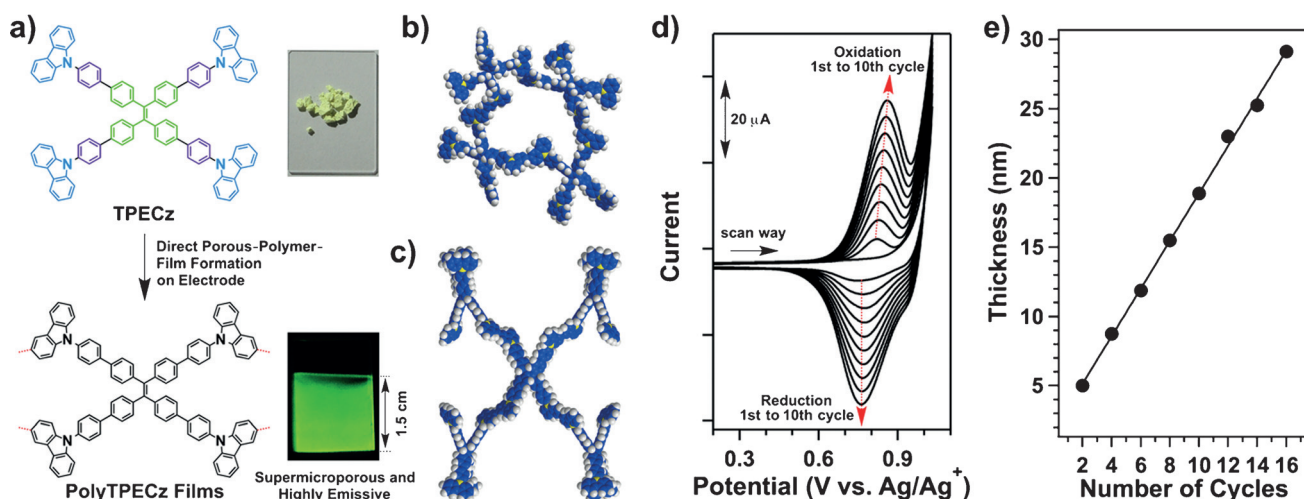 a)
N
N
N
N
TPECz
Direct Porous-Polymer-
Film Formation
on Electrode
N
N
N
N
PolyTPECz Films
1.5 cm
Supermicroporous and
Highly Emissive
b)
c)
d)
Oxidation
1st to 10th cycle
20 μA
scan way
Reduction
1st to 10th cycle
Current
0.3 0.6 0.9
Potential (V vs. Ag/Ag+)
e)
30
25
20
15
10
5
Thickness (nm)
2 4 6 8 10 12 14 16
Number of Cycles